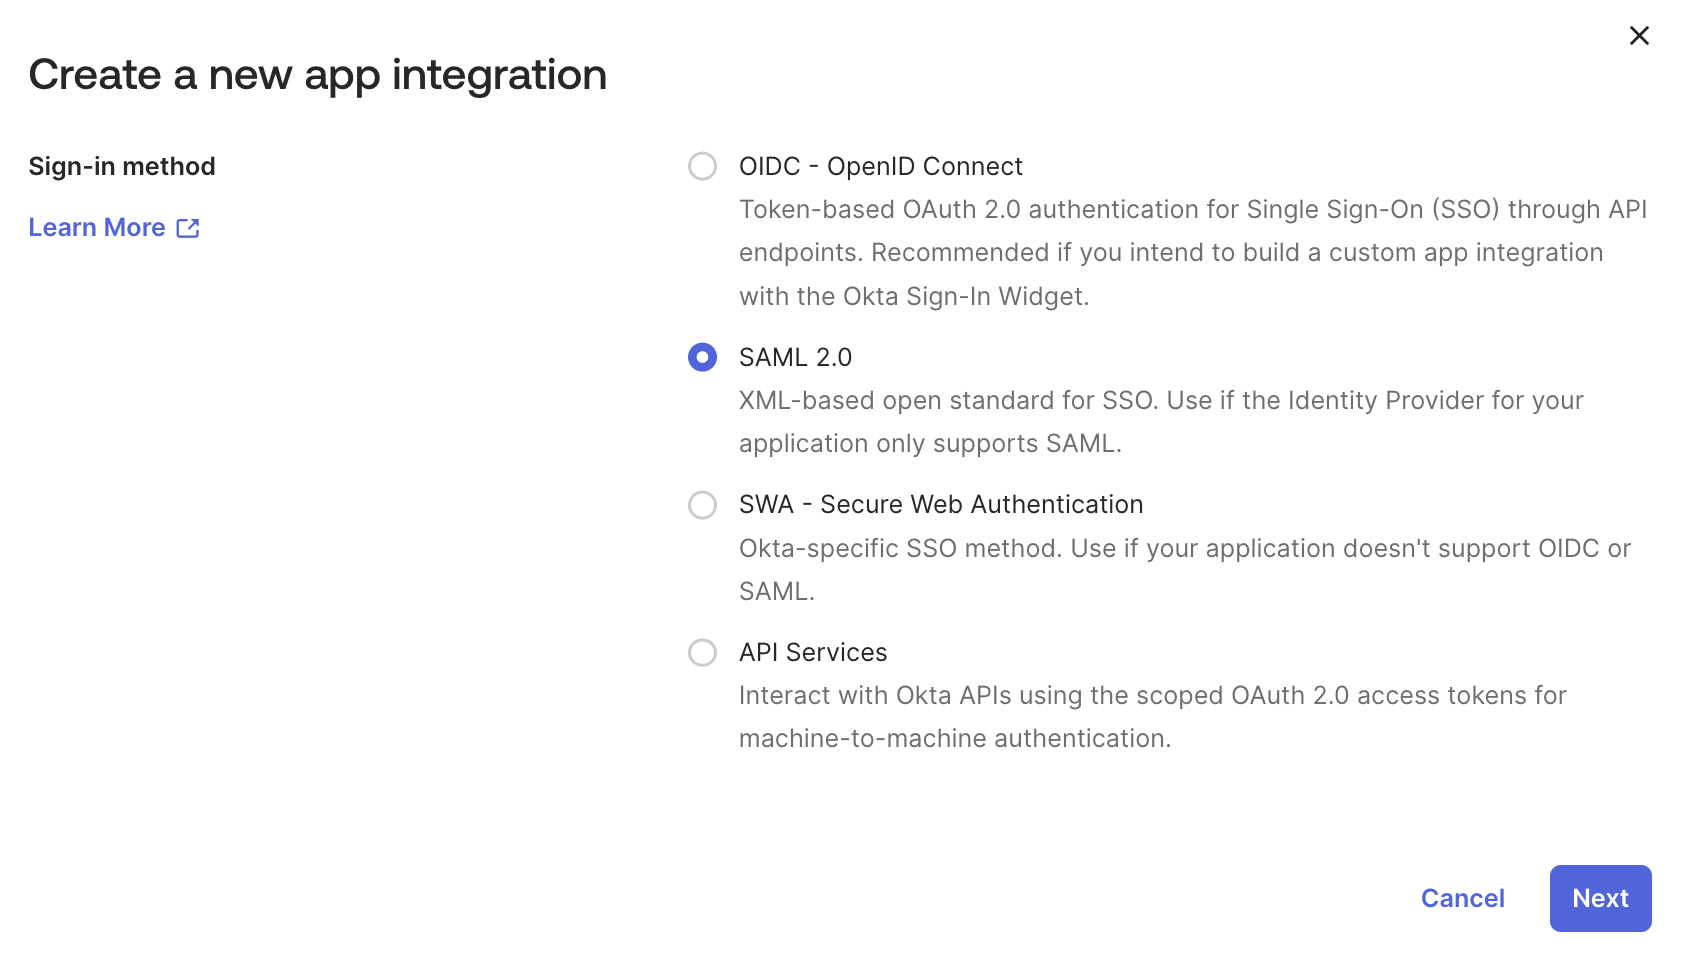 Create a new app integration
Sign-in method
Learn More
OIDC - OpenID Connect
Token-based OAuth 2.0 authentication for Single Sign-On (SSO) through API
endpoints. Recommended if you intend to build a custom app integration
with the Okta Sign-In Widget.
SAML 2.0
XML-based open standard for SSO. Use if the Identity Provider for your
application only supports SAML.
SWA - Secure Web Authentication
Okta-specific SSO method. Use if your application doesn't support OIDC or
SAML.
API Services
Interact with Okta APIs using the scoped OAuth 2.0 access tokens for
machine-to-machine authentication.
Cancel
Next